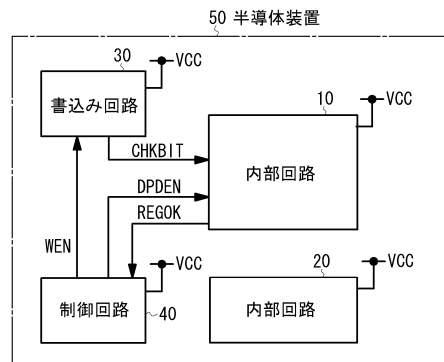 50 半導体装置
30
VCC
書込み回路
10
VCC
CHKBIT
内部回路
DPDEN
REGOK
WEN
VCC
20
VCC
制御回路
40
内部回路